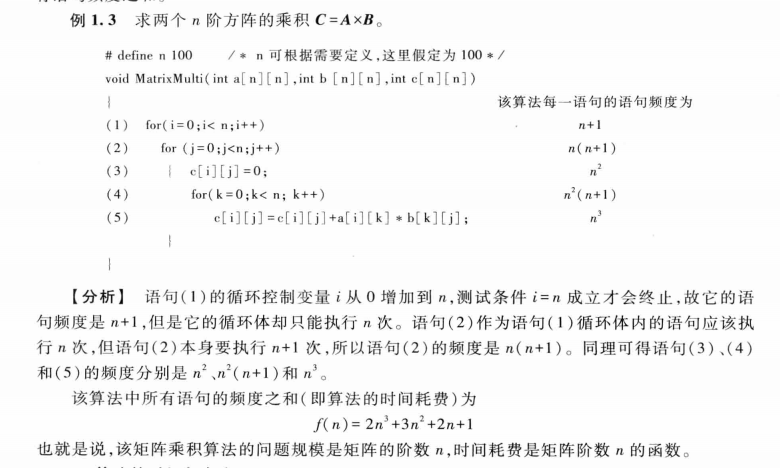 例 1.3 求两个 n 阶方阵的乘积 C=A×B。
# define n 100 /* n 可根据需要定义,这里假定为 100 */
void MatrixMulti(int a[n][n],int b [n][n],int c[n][n])
{ 该算法每一语句的语句频度为
(1) for(i=0;i< n;i++) n+1
(2) for (j=0;j<n;j++) n(n+1)
(3) { c[i][j]=0; n²
(4) for(k=0;k< n; k++) n²(n+1)
(5) c[i][j]=c[i][j]+a[i][k] * b[k][j]; n³
}
}
【分析】 语句(1)的循环控制变量 i 从 0 增加到 n,测试条件 i=n 成立才会终止,故它的语
句频度是 n+1,但是它的循环体却只能执行 n 次。语句(2)作为语句(1)循环体内的语句应该执
行 n 次,但语句(2)本身要执行 n+1 次,所以语句(2)的频度是 n(n+1)。同理可得语句(3)、(4)
和(5)的频度分别是 n²、n²(n+1)和 n³。
该算法中所有语句的频度之和(即算法的时间耗费)为
f(n)=2n³+3n²+2n+1
也就是说,该矩阵乘积算法的问题规模是矩阵的阶数 n,时间耗费是矩阵阶数 n 的函数。